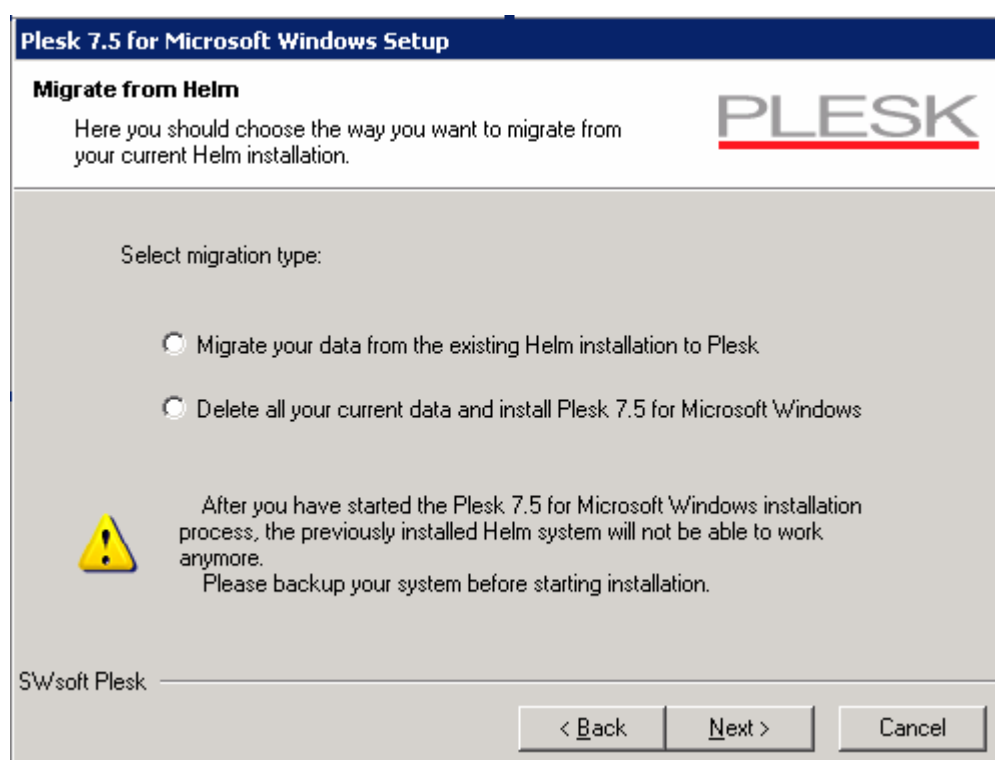 Plesk 7.5 for Microsoft Windows Setup
Migrate from Helm
Here you should choose the way you want to migrate from
your current Helm installation.
PLESK
Select migration type:
Migrate your data from the existing Helm installation to Plesk
Delete all your current data and install Plesk 7.5 for Microsoft Windows
After you have started the Plesk 7.5 for Microsoft Windows installation
process, the previously installed Helm system will not be able to work
anymore.
Please backup your system before starting installation.
SWsoft Plesk
< Back
Next >
Cancel